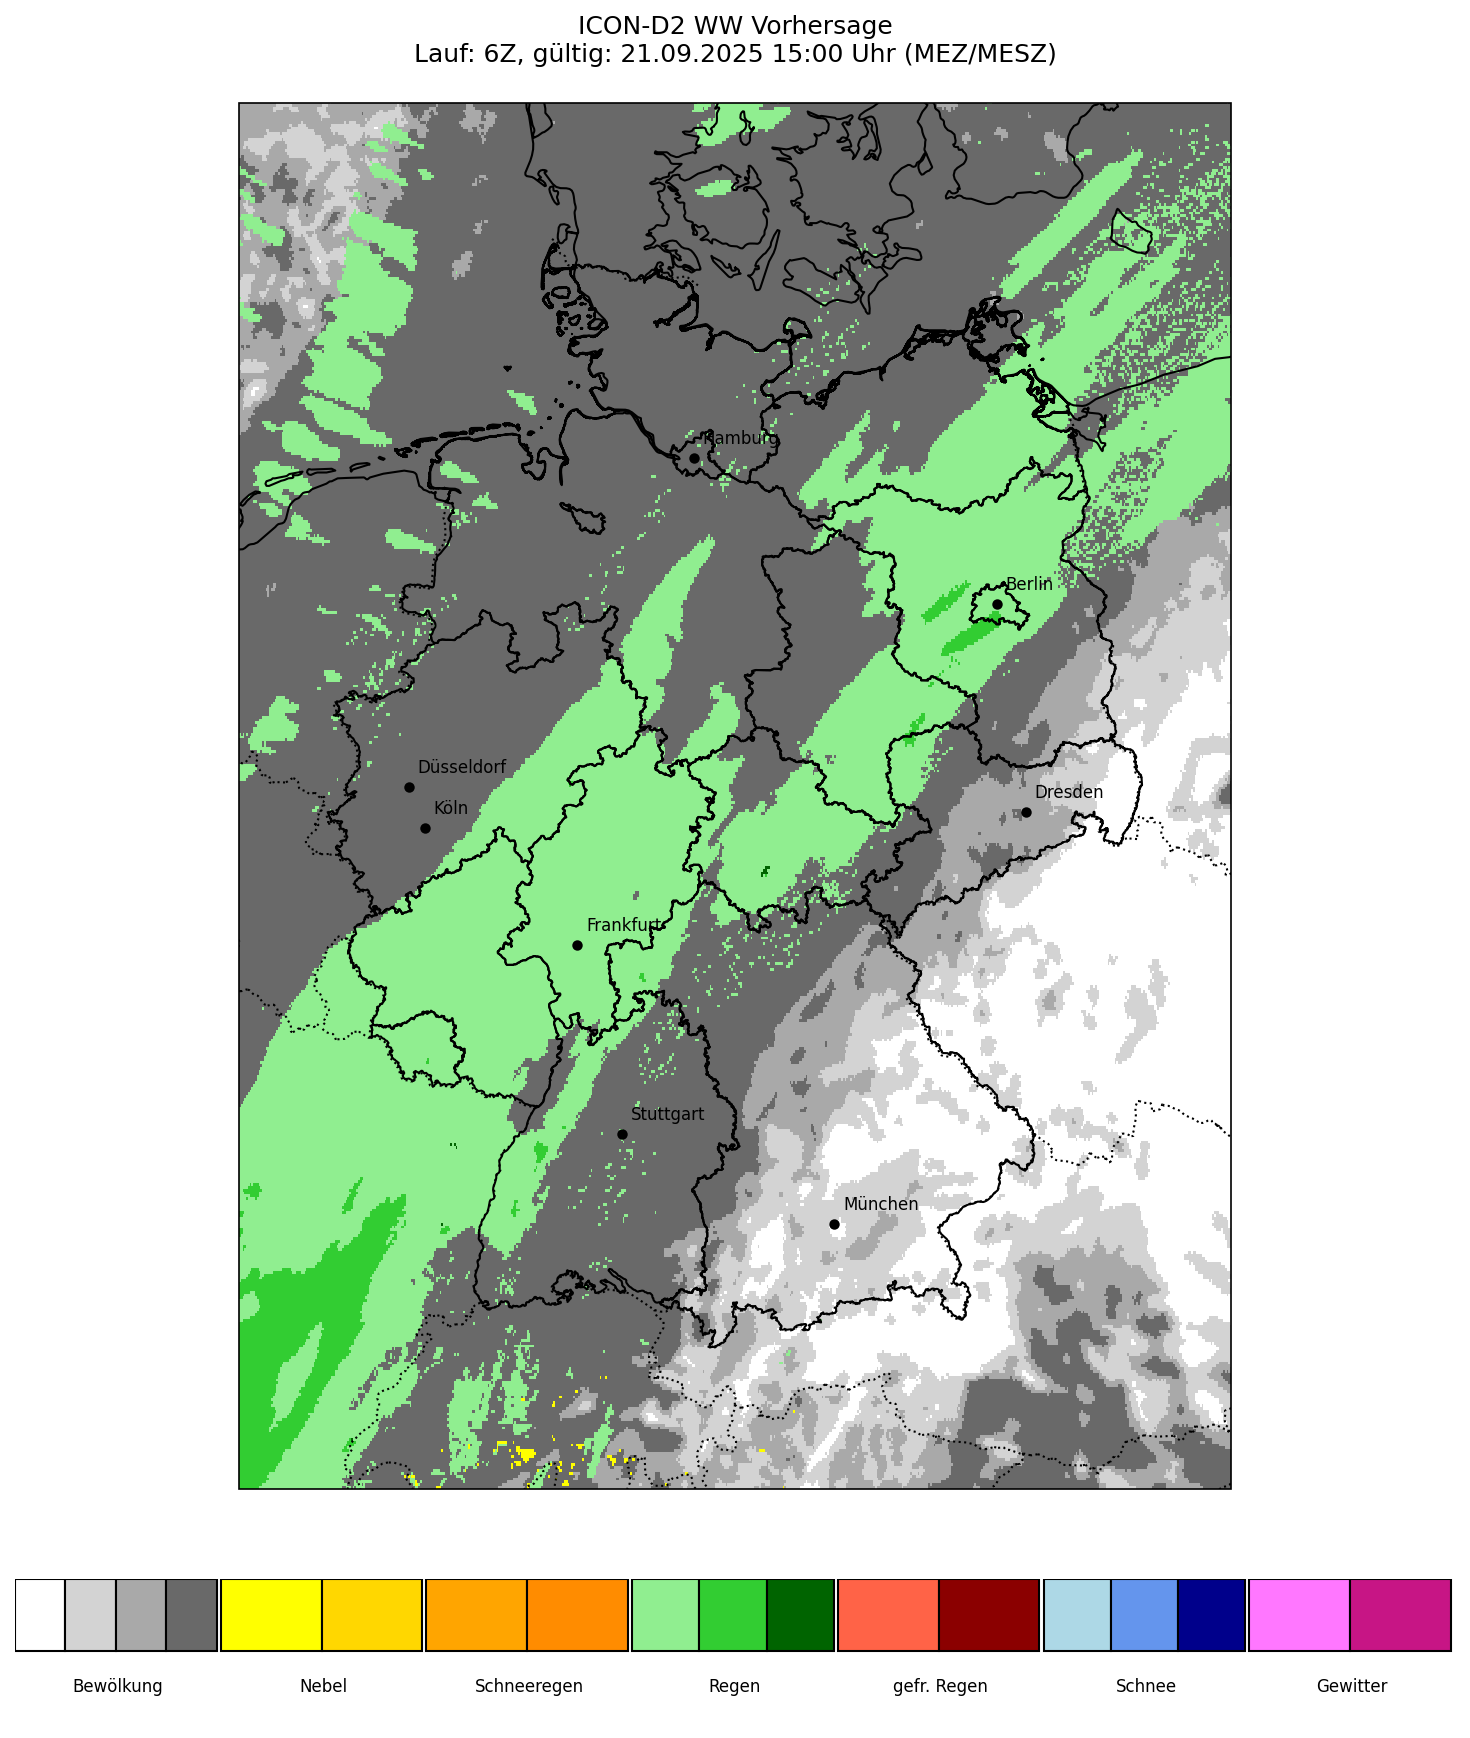 ICON-D2 WW Vorhersage
Lauf: 6Z, gültig: 21.09.2025 15:00 Uhr (MEZ/MESZ)
Hamburg
Berlin
Düsseldorf
Köln
Dresden
Frankfurt
Stuttgart
München
Bewölkung
Nebel
Schneeregen
Regen
gefr. Regen
Schnee
Gewitter